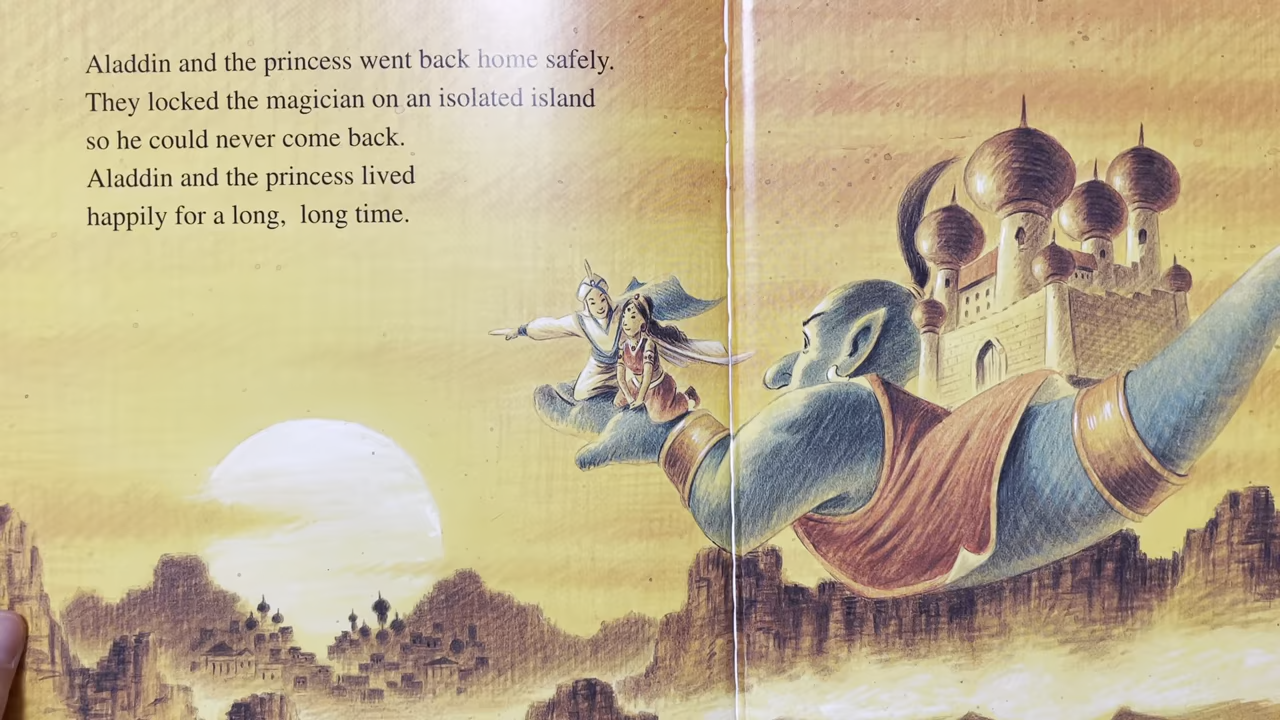 Aladdin and the princess went back home safely.
They locked the magician on an isolated island
so he could never come back.
Aladdin and the princess lived
happily for a long, long time.